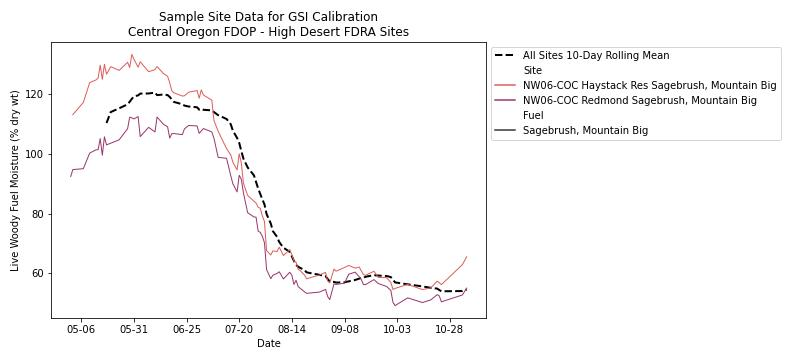 Sample Site Data for GSI Calibration
Central Oregon FDOP - High Desert FDRA Sites
Live Woody Fuel Moisture (% dry wt)
120
100
80
60
05-06
05-31
06-25
07-20
08-14
09-08
10-03
10-28
Date
All Sites 10-Day Rolling Mean
Site
NW06-COC Haystack Res Sagebrush, Mountain Big
NW06-COC Redmond Sagebrush, Mountain Big
Fuel
Sagebrush, Mountain Big